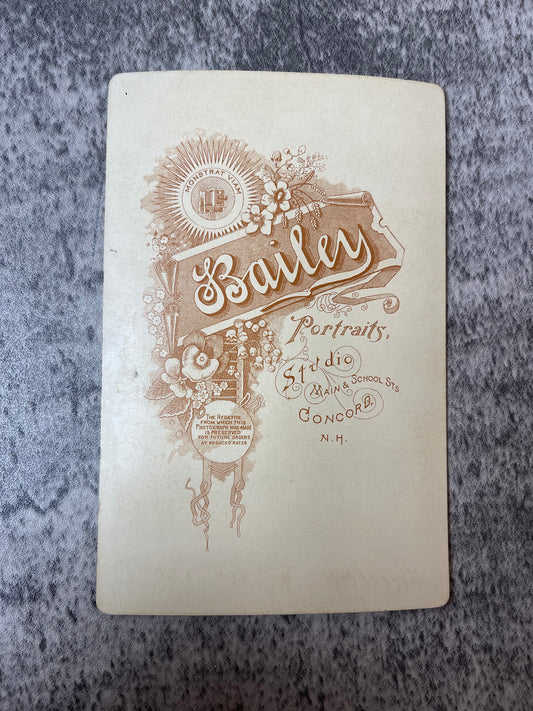 MONSTRAT VIAM
Bailey
Portraits,
Studio
MAIN & SCHOOL STS.
CONCORD,
N.H.
THE NEGATIVE
FROM WHICH THIS
PHOTOGRAPH WAS MADE
IS PRESERVED
FOR FUTURE ORDERS
AT REDUCED RATES